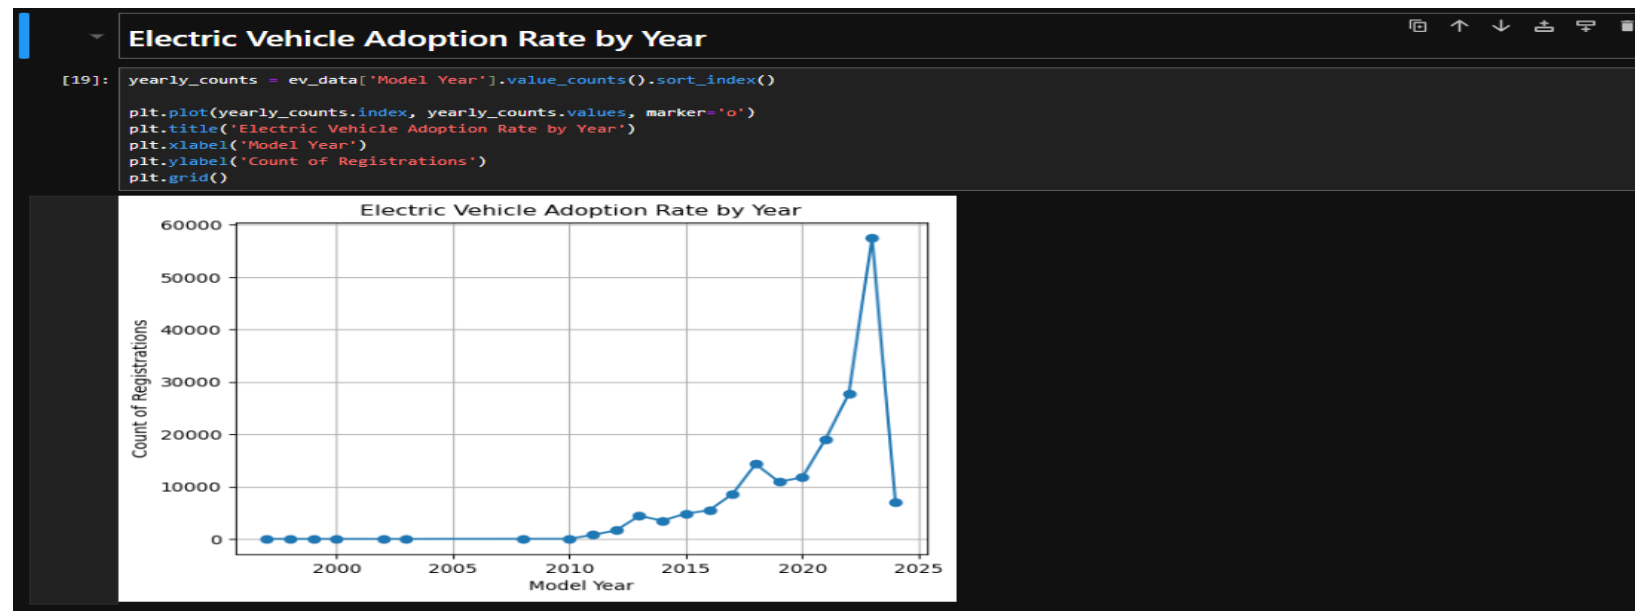 Electric Vehicle Adoption Rate by Year
[19]: yearly_counts = ev_data['Model Year'].value_counts().sort_index()
plt.plot(yearly_counts.index, yearly_counts.values, marker='o')
plt.title('Electric Vehicle Adoption Rate by Year')
plt.xlabel('Model Year')
plt.ylabel('Count of Registrations')
plt.grid()
Electric Vehicle Adoption Rate by Year
60000
50000
40000
30000
20000
10000
0
Count of Registrations
2000 2005 2010 2015 2020 2025
Model Year